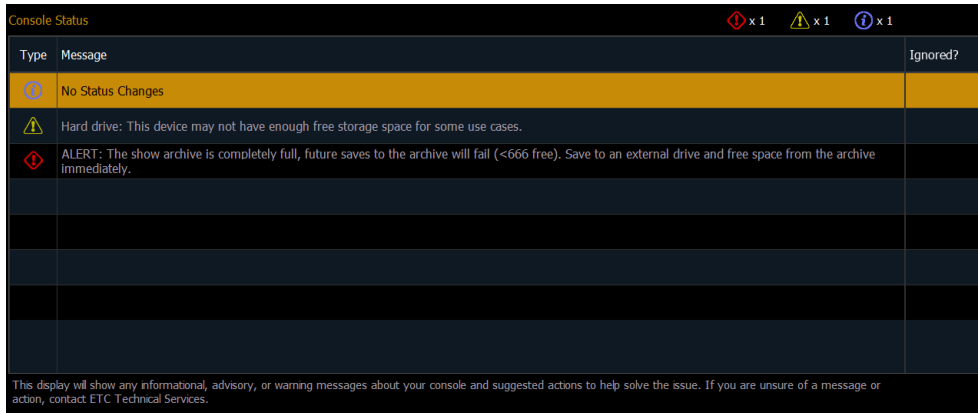 Console Status
x 1
x 1
x 1
Type Message Ignored?
No Status Changes
Hard drive: This device may not have enough free storage space for some use cases.
ALERT: The show archive is completely full, future saves to the archive will fail (<666 free). Save to an external drive and free space from the archive
immediately.
This display will show any informational, advisory, or warning messages about your console and suggested actions to help solve the issue. If you are unsure of a message or
action, contact ETC Technical Services.